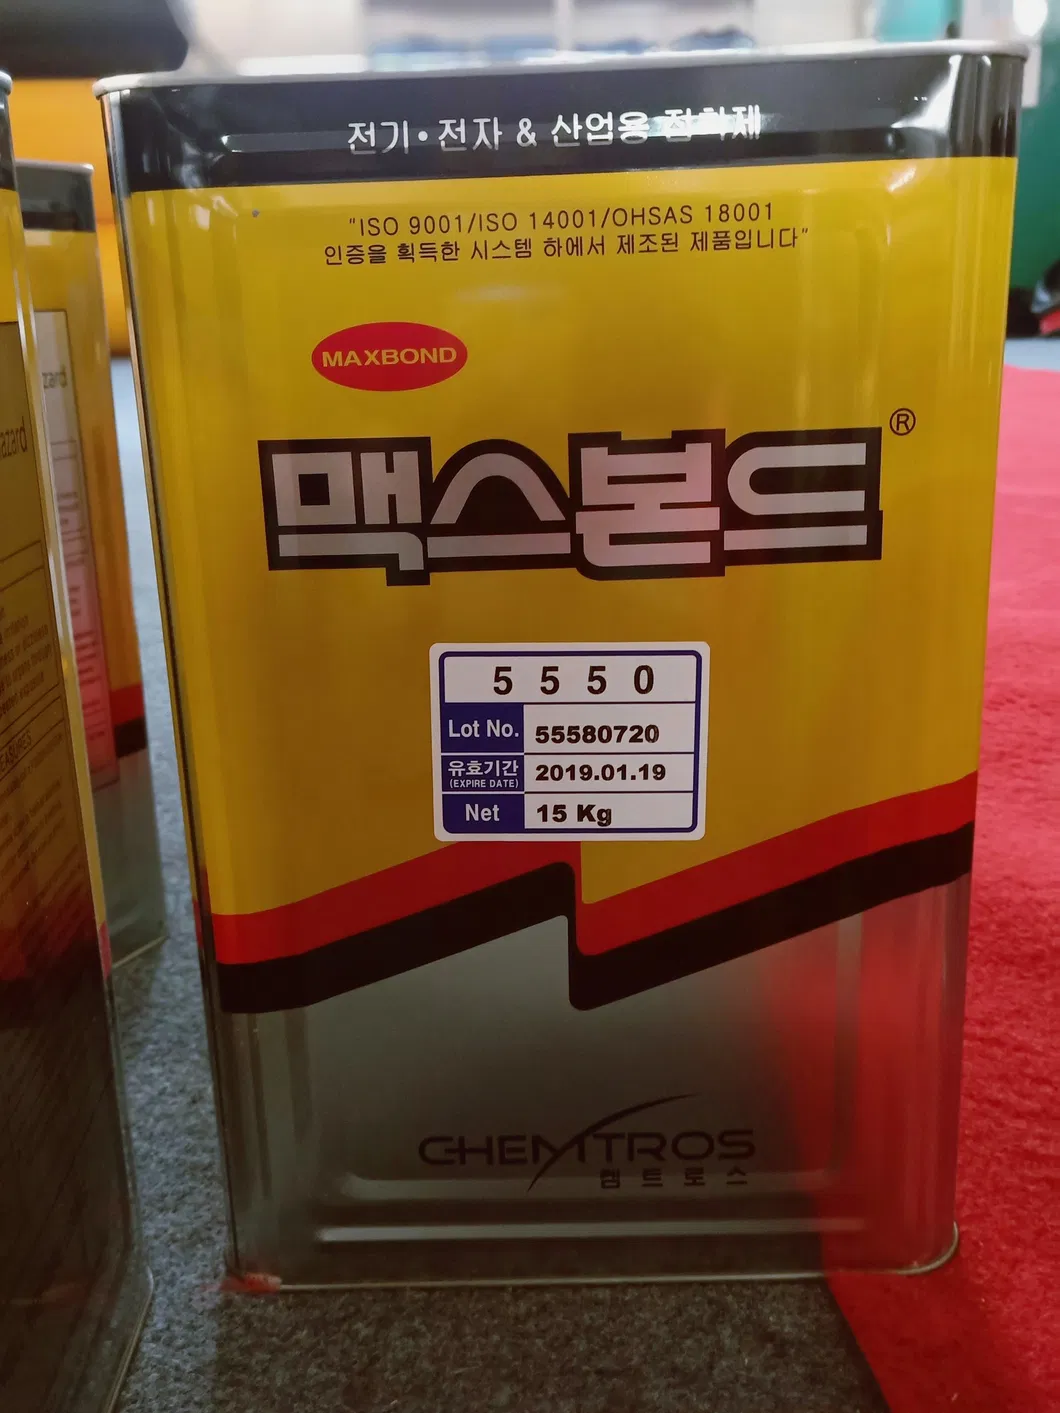 전기·전자 & 산업용 접착제
"ISO 9001/ISO 14001/OHSAS 18001
인증을 획득한 시스템 하에서 제조된 제품입니다"
MAXBOND
맥스본드®
5550
Lot No. 55580720
유효기간 (EXPIRE DATE) 2019.01.19
Net 15 Kg
CHEMTROS
켐트로스
zard
azard